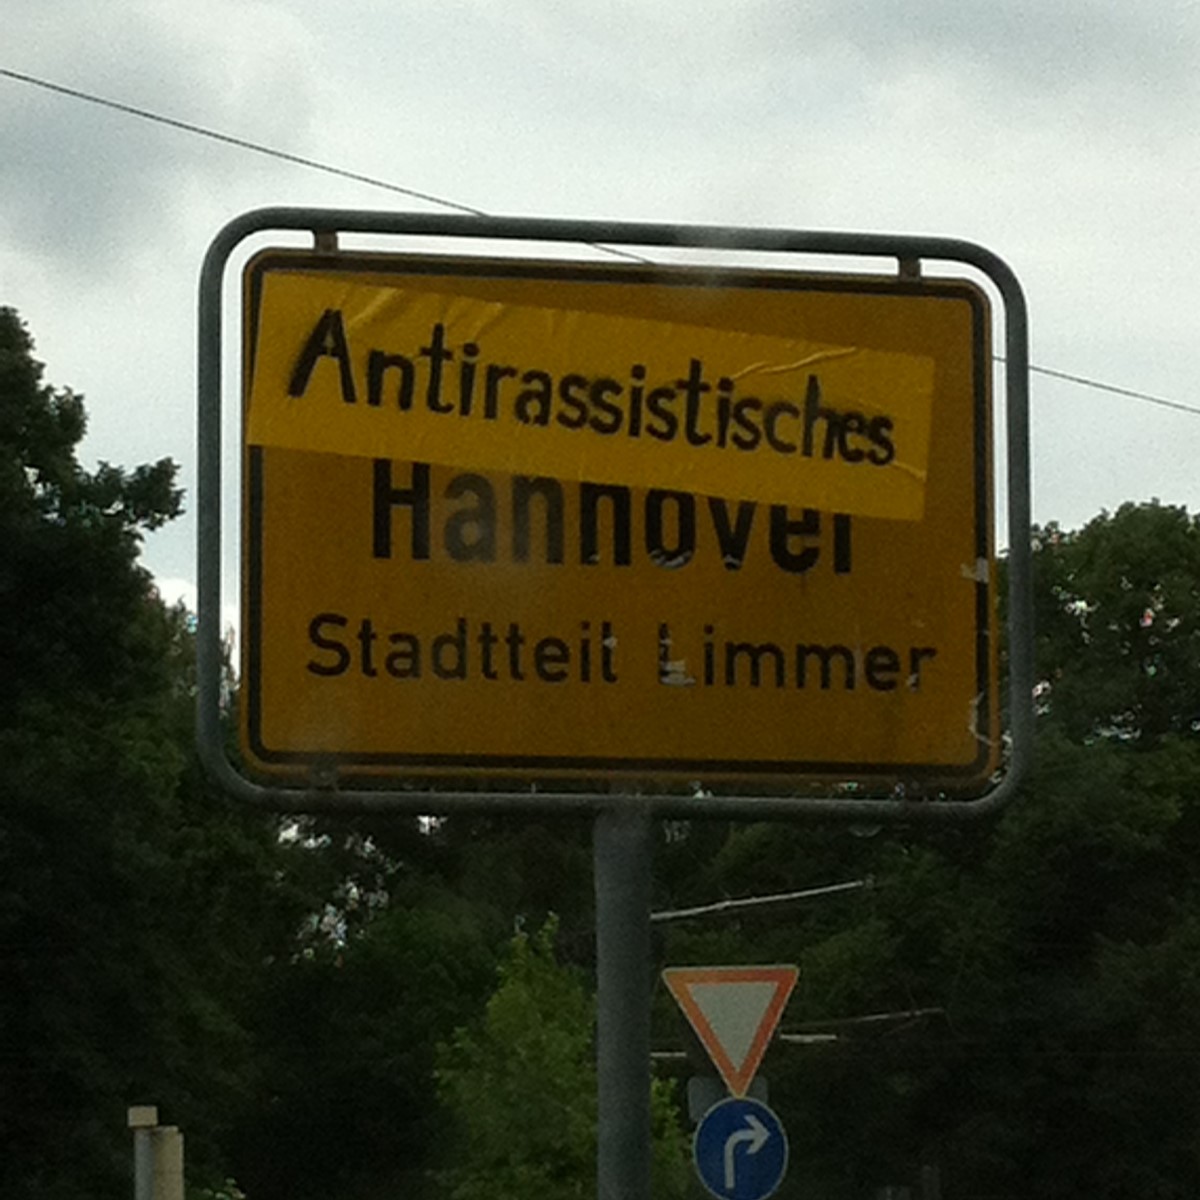 Antirassistisches
Hannover
Stadtteil Limmer